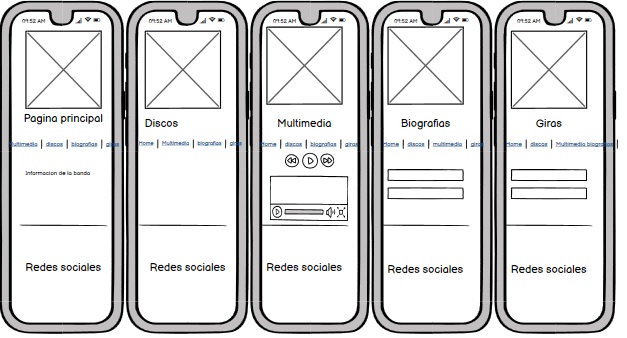 09:52 AM
Pagina principal
Multimedia | discos | biografias | giras
Informacion de la banda
Redes sociales
09:52 AM
Discos
Home | Multimedia | biografias | giras
Redes sociales
09:52 AM
Multimedia
Home | discos | biografias | giras
Redes sociales
09:52 AM
Biografias
Home | discos | multimedia | giras
Redes sociales
09:52 AM
Giras
Home | discos | Multimedia biografias |
Redes sociales